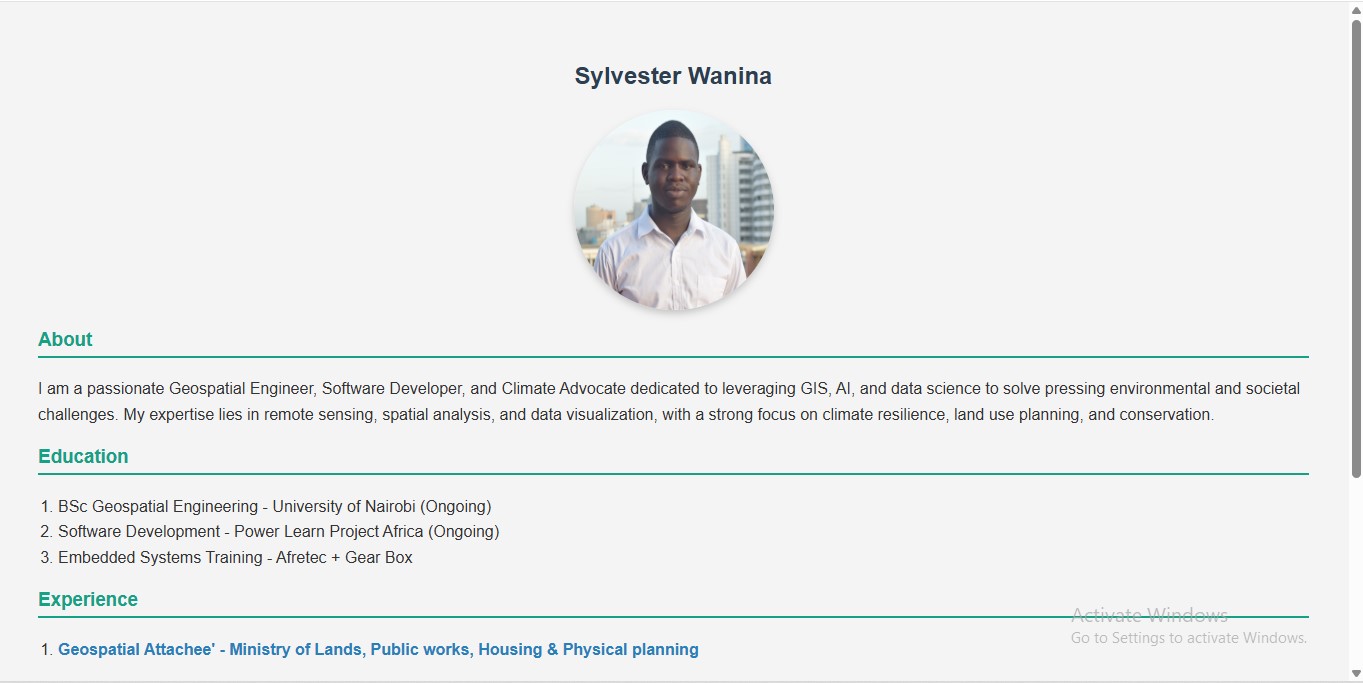 Sylvester Wanina
About
I am a passionate Geospatial Engineer, Software Developer, and Climate Advocate dedicated to leveraging GIS, AI, and data science to solve pressing environmental and societal
challenges. My expertise lies in remote sensing, spatial analysis, and data visualization, with a strong focus on climate resilience, land use planning, and conservation.
Education
1. BSc Geospatial Engineering - University of Nairobi (Ongoing)
2. Software Development - Power Learn Project Africa (Ongoing)
3. Embedded Systems Training - Afretec + Gear Box
Experience
1. Geospatial Attachee' - Ministry of Lands, Public works, Housing & Physical planning
Activate Windows
Go to Settings to activate Windows.